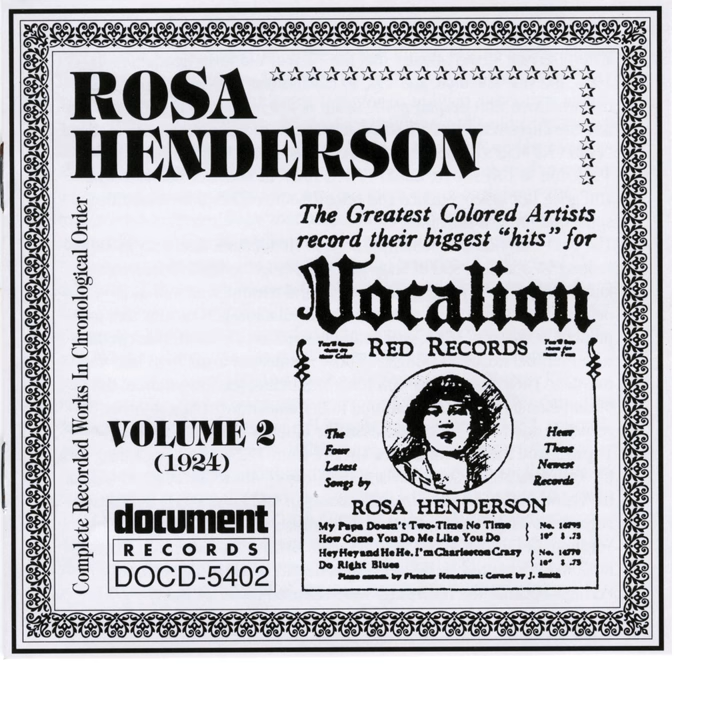 ROSA
HENDERSON
Complete Recorded Works In Chronological Order
The Greatest Colored Artists
record their biggest "hits" for
Vocalion
RED RECORDS
The
Four
Latest
Songs by
Hear
These
Newest
Records
ROSA HENDERSON
My Papa Doesn't Two-Time No Time
How Come You Do Me Like You Do
No. 14795
10" $ .75
Hey Hey and He He, I'm Charleston Crazy
Do Right Blues
No. 14770
10" $ .75
Piano accom. by Fletcher Henderson: Cornet by J. Smith
VOLUME 2
(1924)
document
RECORDS
DOCD-5402